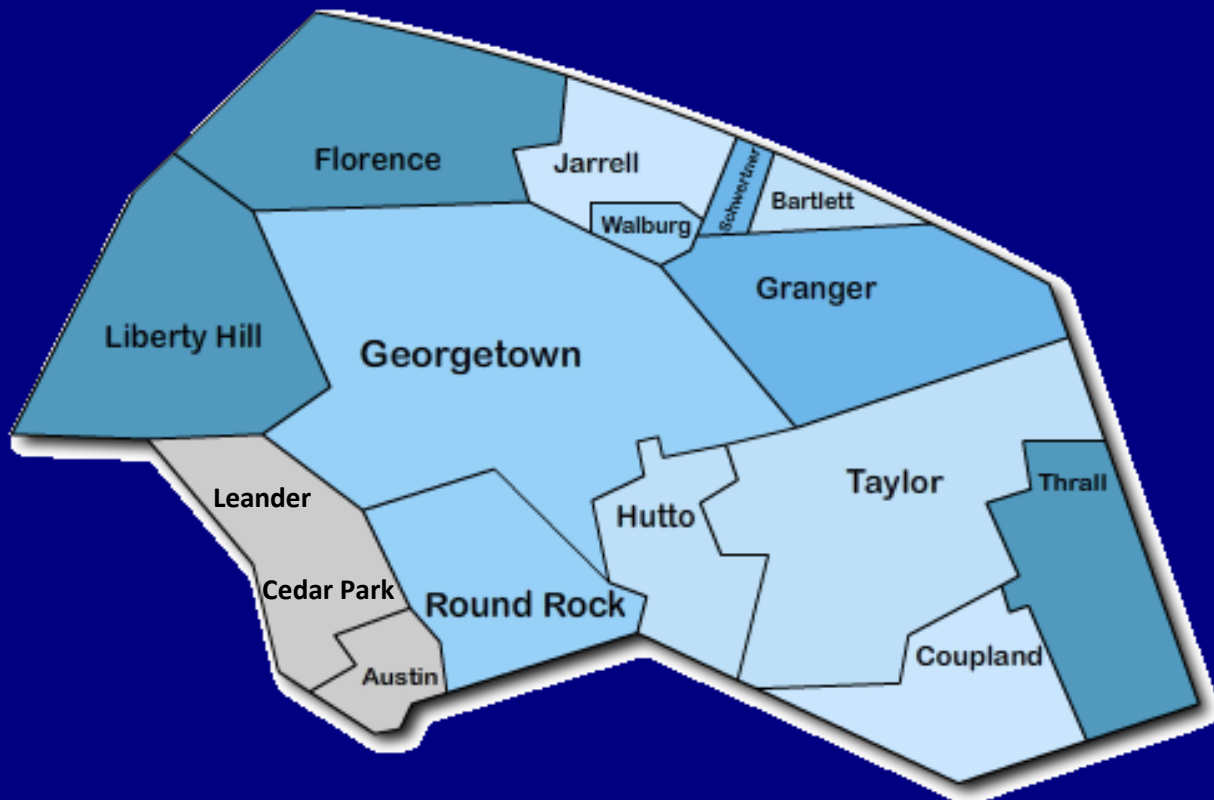 Florence
Jarrell
Schwertner
Bartlett
Walburg
Granger
Liberty Hill
Georgetown
Taylor
Thrall
Leander
Hutto
Cedar Park
Round Rock
Coupland
Austin